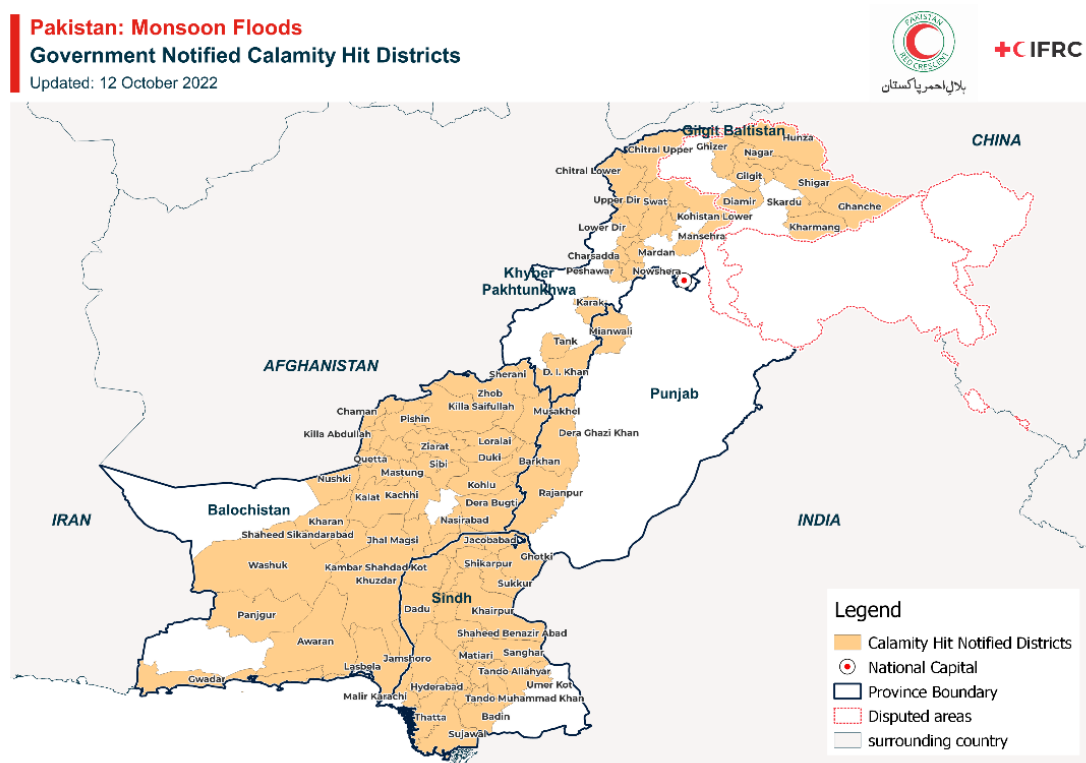 Pakistan: Monsoon Floods
Government Notified Calamity Hit Districts
Updated: 12 October 2022
PAKISTAN
RED CRESCENT
ہلالِ احمر پاکستان
IFRC
Gilgit Baltistan
Hunza
CHINA
Chitral Upper
Ghizer
Nagar
Chitral Lower
Gilgit
Shigar
Upper Dir
Swat
Diamir
Skardu
Ghanche
Kohistan Lower
Lower Dir
Kharmang
Mansehra
Mardan
Charsadda
Peshawar
Nowshera
Khyber
Pakhtunkhwa
Karak
Mianwali
Tank
AFGHANISTAN
D. I. Khan
Sherani
Punjab
Zhob
Killa Saifullah
Musakhel
Chaman
Pishin
Killa Abdullah
Dera Ghazi Khan
Ziarat
Loralai
Quetta
Sibi
Duki
Barkhan
Mastung
Nushki
Kohlu
Rajanpur
Kalat
Kachhi
Dera Bugti
Balochistan
IRAN
Kharan
Nasirabad
INDIA
Shaheed Sikandarabad
Jhal Magsi
Jacobabad
Ghotki
Washuk
Kambar Shahdad Kot
Shikarpur
Khuzdar
Sukkur
Sindh
Dadu
Khairpur
Panjgur
Shaheed Benazir Abad
Awaran
Matiari
Sanghar
Lasbela
Jamshoro
Tando Allahyar
Gwadar
Hyderabad
Umer Kot
Malir Karachi
Tando Muhammad Khan
Thatta
Badin
Sujawal
Legend
Calamity Hit Notified Districts
National Capital
Province Boundary
Disputed areas
surrounding country